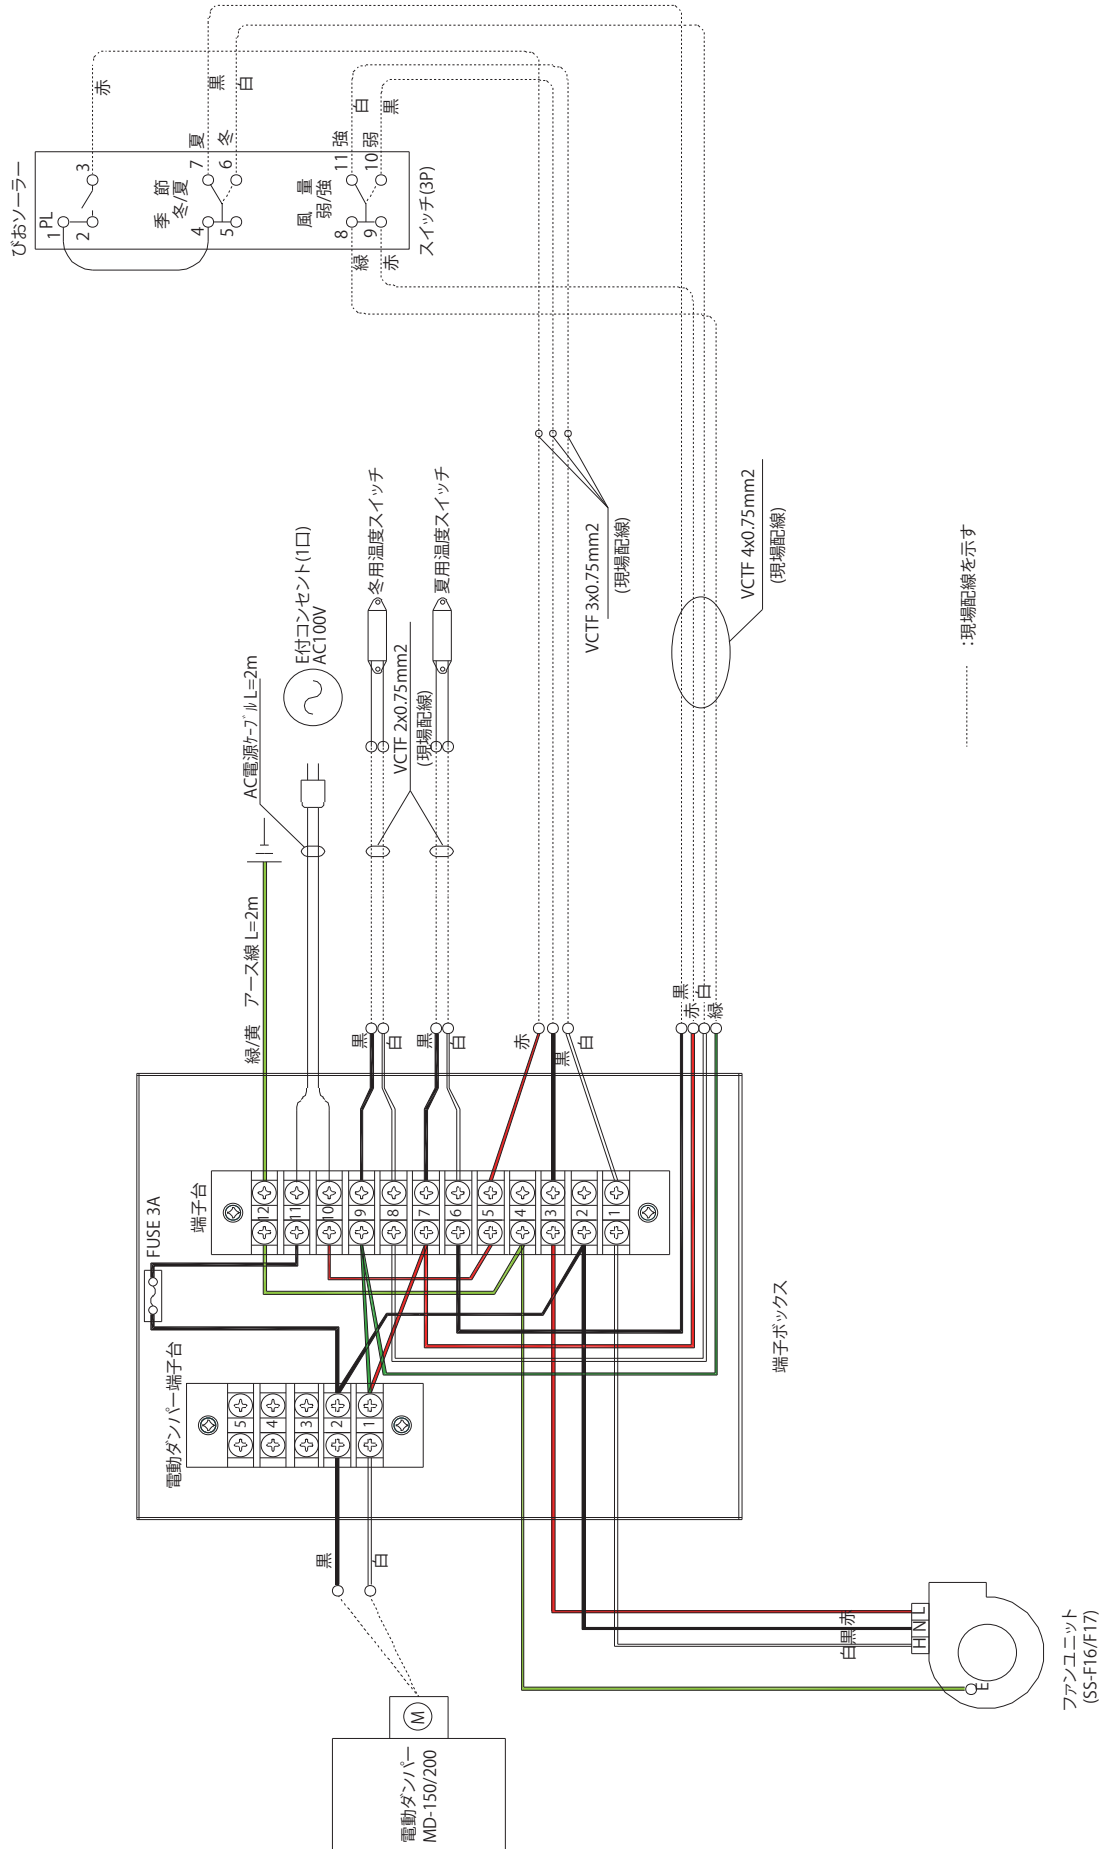 びおソーラー
1 PL
2
3
赤
季　節
冬/夏
4
5
7 夏
6 冬
黒
白
風　量
弱/強
8
9
11 強
10 弱
白
黒
緑
赤
スイッチ(3P)
冬用温度スイッチ
夏用温度スイッチ
E付コンセント(1口)
AC100V
AC電源ケーブル L=2m
VCTF 2x0.75mm2
(現場配線)
VCTF 3x0.75mm2
(現場配線)
VCTF 4x0.75mm2
(現場配線)
:現場配線を示す
緑/黄　アース線 L=2m
黒
白
黒
白
赤
黒
白
黒
赤
白
緑
FUSE 3A
端子台
12
11
10
9
8
7
6
5
4
3
2
1
電動ダンパー端子台
5
4
3
2
1
端子ボックス
黒
白
M
電動ダンパー
MD-150/200
白
黒
赤
H
N
L
E
ファンユニット
(SS-F16/F17)